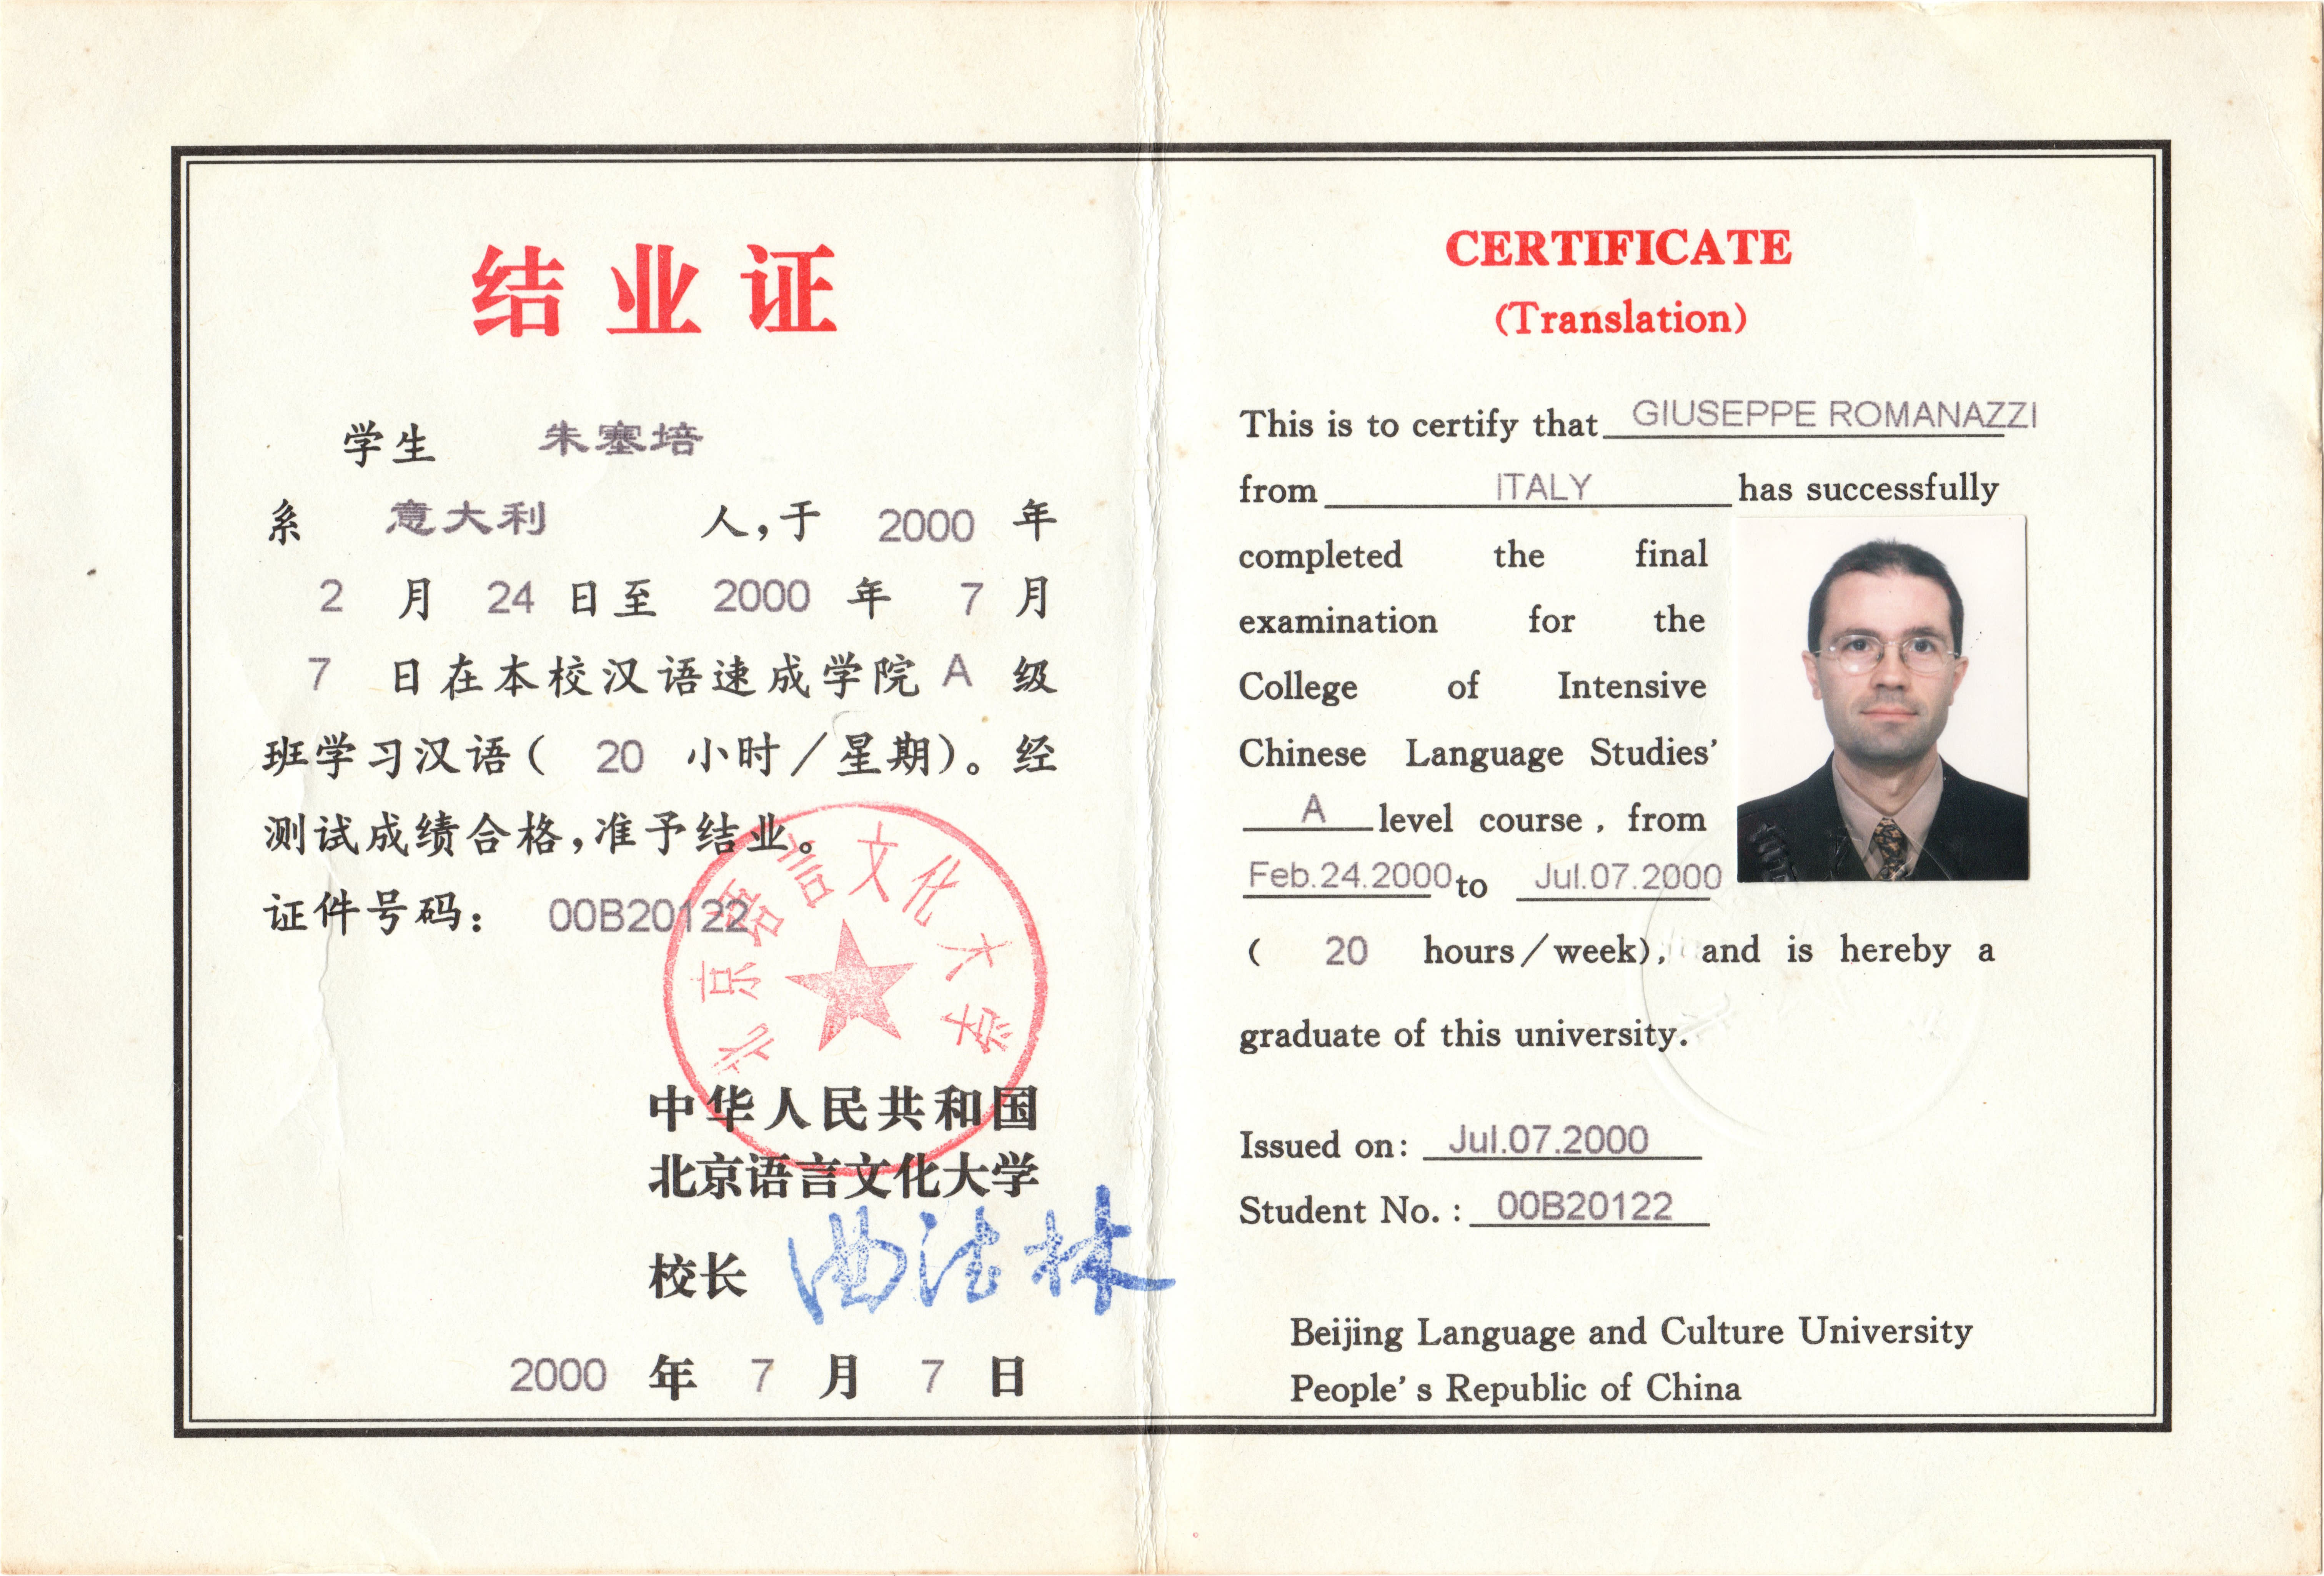 结业证
学生 朱塞培
系 意大利 人,于 2000 年
2 月 24 日至 2000 年 7 月
7 日在本校汉语速成学院 A 级
班学习汉语( 20 小时/星期)。经
测试成绩合格,准予结业。
证件号码: 00B20122
北京语言文化大学
中华人民共和国
北京语言文化大学
校长 曲德林
2000 年 7 月 7 日
CERTIFICATE
(Translation)
This is to certify that GIUSEPPE ROMANAZZI
from ITALY has successfully
completed the final
examination for the
College of Intensive
Chinese Language Studies'
A level course, from
Feb.24.2000 to Jul.07.2000
( 20 hours/week), and is hereby a
graduate of this university.
Issued on: Jul.07.2000
Student No.: 00B20122
Beijing Language and Culture University
People's Republic of China